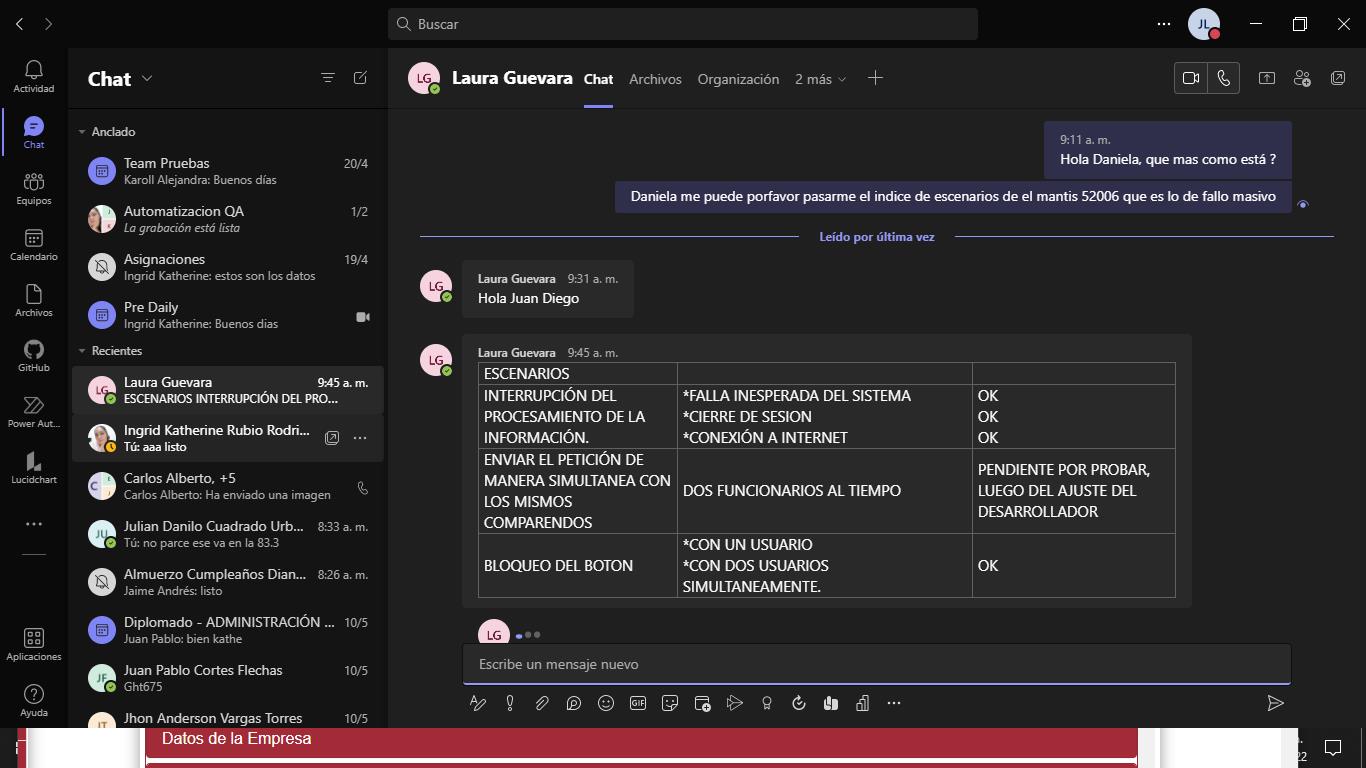 Buscar
JL
Actividad
Chat
Equipos
Calendario
Archivos
GitHub
Power Aut...
Lucidchart
Aplicaciones
Ayuda
Chat
Anclado
Team Pruebas 20/4
Karoll Alejandra: Buenos días
Automatizacion QA 1/2
La grabación está lista
Asignaciones 19/4
Ingrid Katherine: estos son los datos
Pre Daily
Ingrid Katherine: Buenos dias
Recientes
LG
Laura Guevara 9:45 a. m.
ESCENARIOS INTERRUPCIÓN DEL PRO...
Ingrid Katherine Rubio Rodri...
Tú: aaa listo
C
Carlos Alberto, +5
Carlos Alberto: Ha enviado una imagen
JU
Julian Danilo Cuadrado Urb... 8:33 a. m.
Tú: no parce ese va en la 83.3
Almuerzo Cumpleaños Dian... 8:26 a. m.
Jaime Andrés: listo
Diplomado - ADMINISTRACIÓN ... 10/5
Juan Pablo: bien kathe
JF
Juan Pablo Cortes Flechas 10/5
Ght675
JT
Jhon Anderson Vargas Torres 10/5
LG
Laura Guevara Chat Archivos Organización 2 más
9:11 a. m.
Hola Daniela, que mas como está ?
Daniela me puede porfavor pasarme el indice de escenarios de el mantis 52006 que es lo de fallo masivo
Leído por última vez
LG
Laura Guevara 9:31 a. m.
Hola Juan Diego
LG
Laura Guevara 9:45 a. m.
ESCENARIOS
INTERRUPCIÓN DEL
PROCESAMIENTO DE LA
INFORMACIÓN.
*FALLA INESPERADA DEL SISTEMA
*CIERRE DE SESION
*CONEXIÓN A INTERNET
OK
OK
OK
ENVIAR EL PETICIÓN DE
MANERA SIMULTANEA CON
LOS MISMOS
COMPARENDOS
DOS FUNCIONARIOS AL TIEMPO
PENDIENTE POR PROBAR,
LUEGO DEL AJUSTE DEL
DESARROLLADOR
BLOQUEO DEL BOTON
*CON UN USUARIO
*CON DOS USUARIOS
SIMULTANEAMENTE.
OK
LG
Escribe un mensaje nuevo
GIF
Datos de la Empresa
22